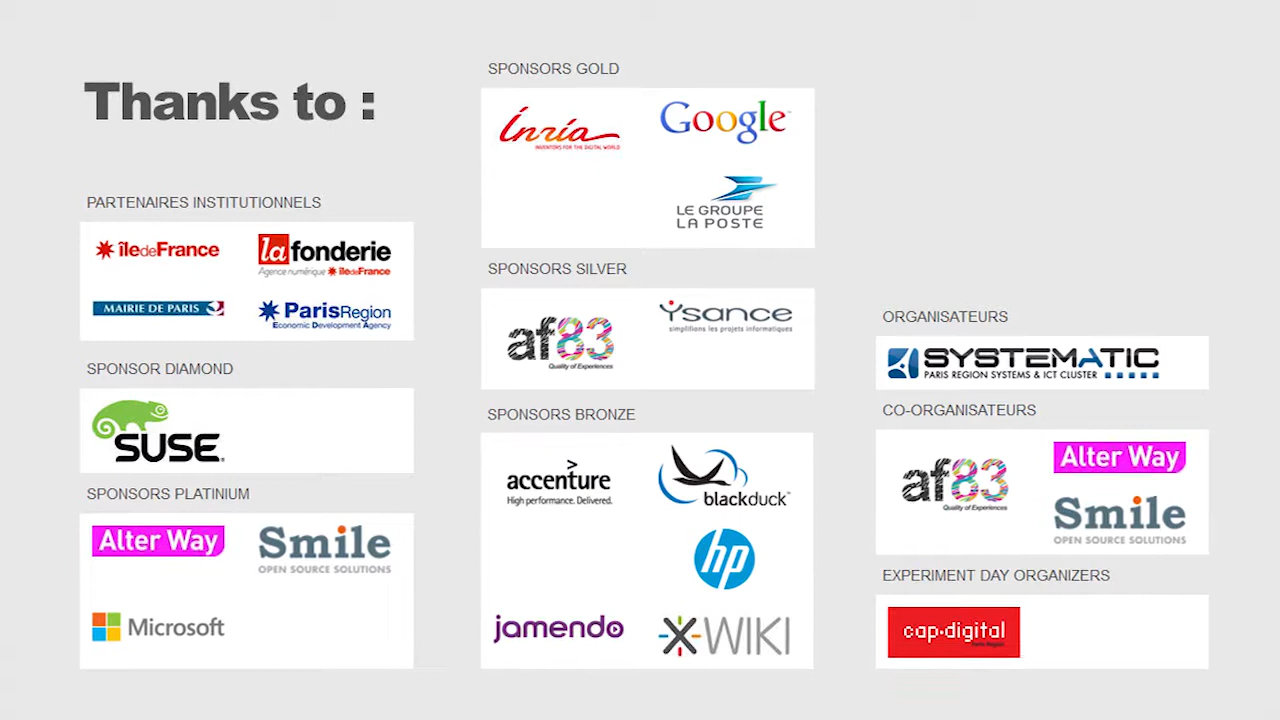 Thanks to :
PARTENAIRES INSTITUTIONNELS
îledeFrance
la fonderie
Agence numérique îledeFrance
MAIRIE DE PARIS
ParisRegion
Economic Development Agency
SPONSOR DIAMOND
SUSE
SPONSORS PLATINIUM
Alter Way
Smile
OPEN SOURCE SOLUTIONS
Microsoft
SPONSORS GOLD
Inria
INVENTORS FOR THE DIGITAL WORLD
Google™
LE GROUPE
LA POSTE
SPONSORS SILVER
af83
Quality of Experiences
Ysance
simplifions les projets informatiques
SPONSORS BRONZE
accenture
High performance. Delivered.
blackduck™
hp
jamendo
XWIKI
ORGANISATEURS
SYSTEMATIC
PARIS REGION SYSTEMS & ICT CLUSTER
CO-ORGANISATEURS
af83
Quality of Experiences
Alter Way
Smile
OPEN SOURCE SOLUTIONS
EXPERIMENT DAY ORGANIZERS
cap·digital